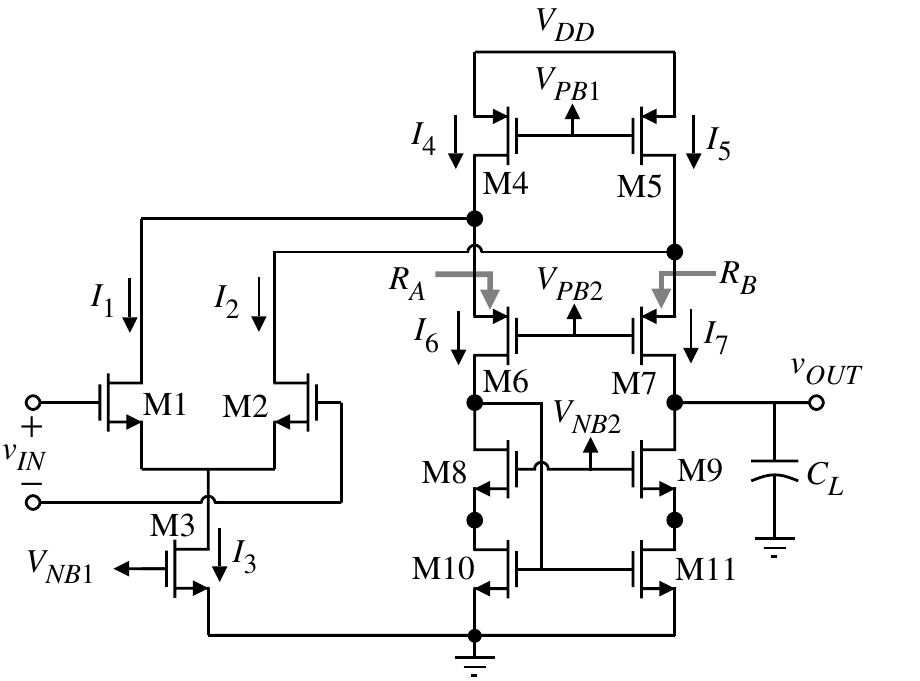 V_DD
V_PB1
I_4
I_5
M4
M5
R_A
V_PB2
R_B
I_1
I_2
I_6
I_7
M6
M7
v_OUT
M1
M2
V_NB2
+
v_IN
−
M8
M9
C_L
M3
I_3
V_NB1
M10
M11